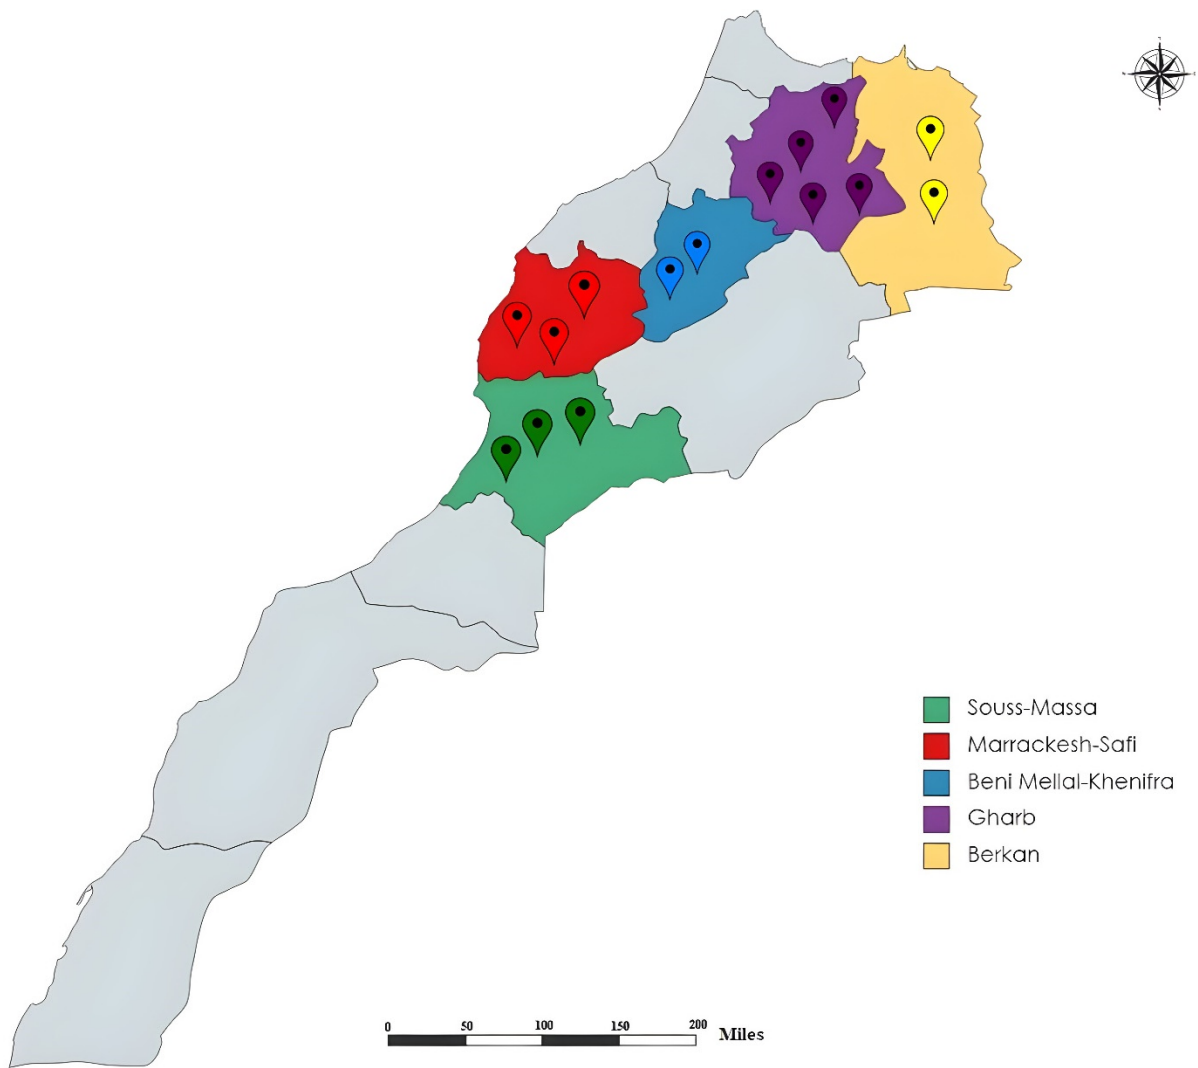 Souss-Massa
Marrackesh-Safi
Beni Mellal-Khenifra
Gharb
Berkan
0 50 100 150 200 Miles